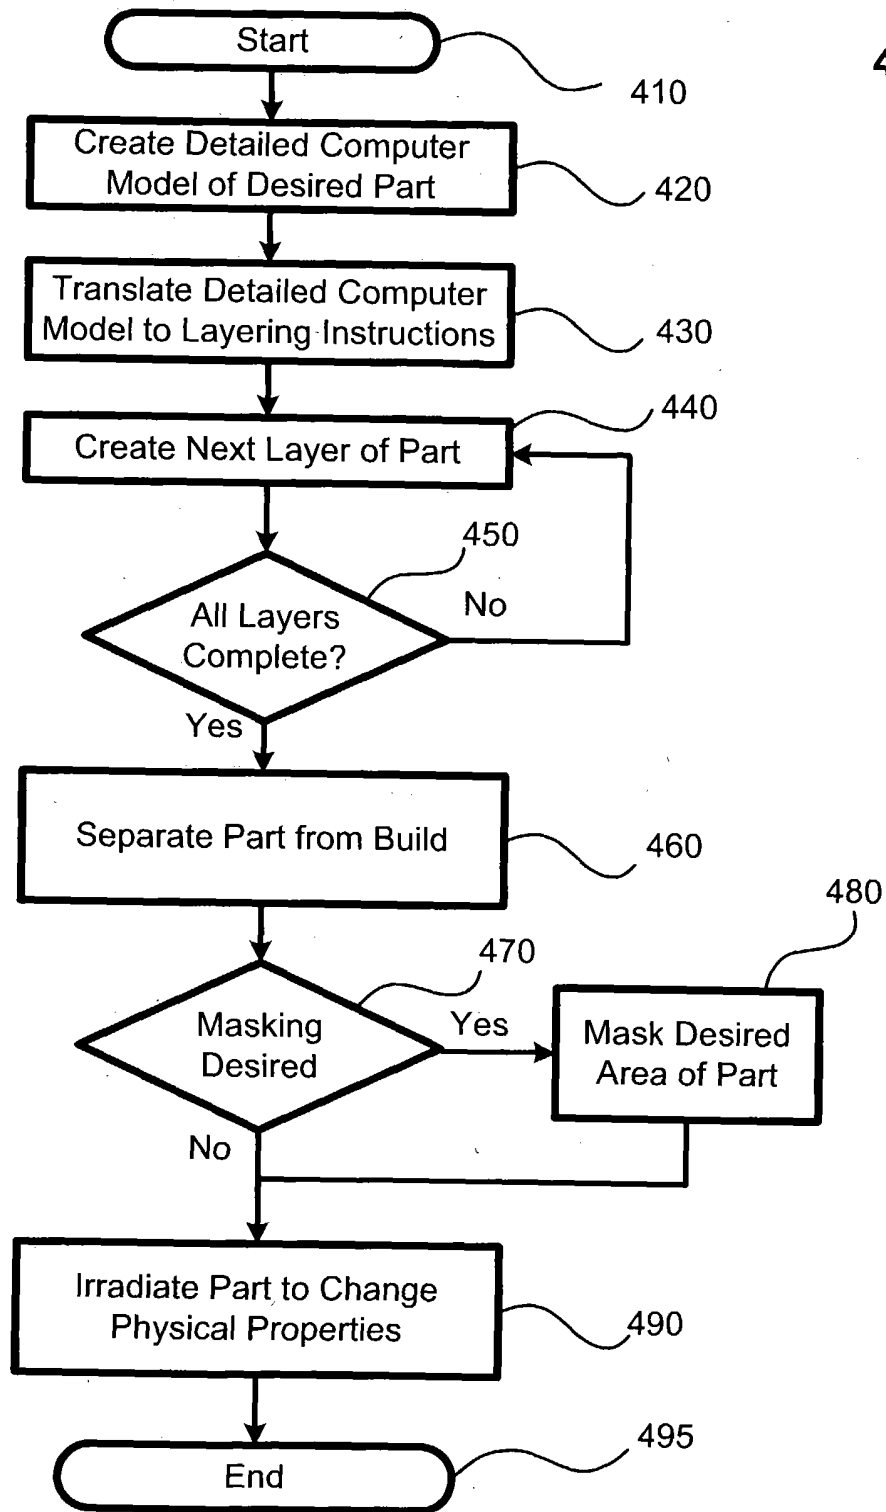 Start
410
4
Create Detailed Computer
Model of Desired Part
420
Translate Detailed Computer
Model to Layering Instructions
430
Create Next Layer of Part
440
450
All Layers
Complete?
No
Yes
Separate Part from Build
460
470
480
Masking
Desired
Yes
Mask Desired
Area of Part
No
Irradiate Part to Change
Physical Properties
490
End
495